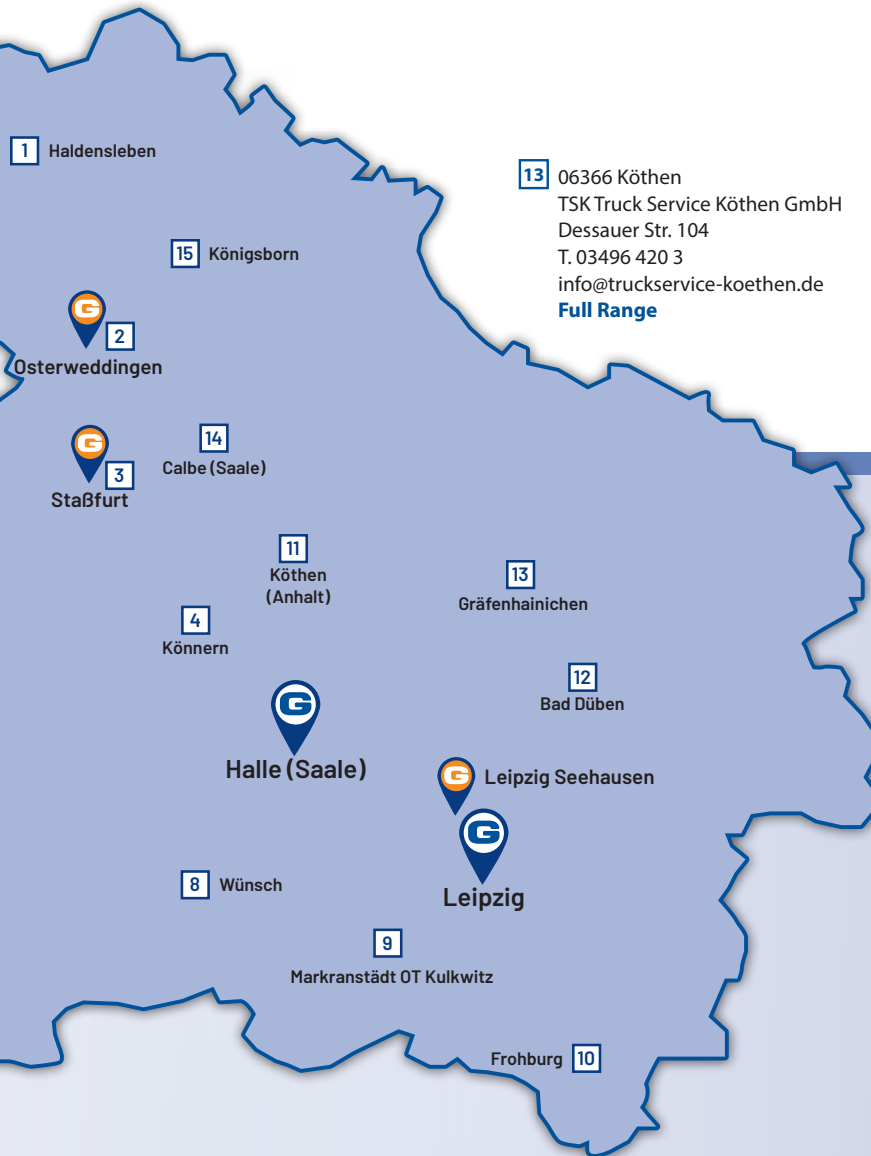 1 Haldensleben
13 06366 Köthen
TSK Truck Service Köthen GmbH
Dessauer Str. 104
T. 03496 420 3
info@truckservice-koethen.de
Full Range
15 Königsborn
G
2
Osterweddingen
G
3
Staßfurt
14
Calbe (Saale)
11
Köthen
(Anhalt)
13
Gräfenhainichen
4
Könnern
12
Bad Düben
G
Halle (Saale)
G Leipzig Seehausen
G
Leipzig
8 Wünsch
9
Markranstädt OT Kulkwitz
Frohburg 10